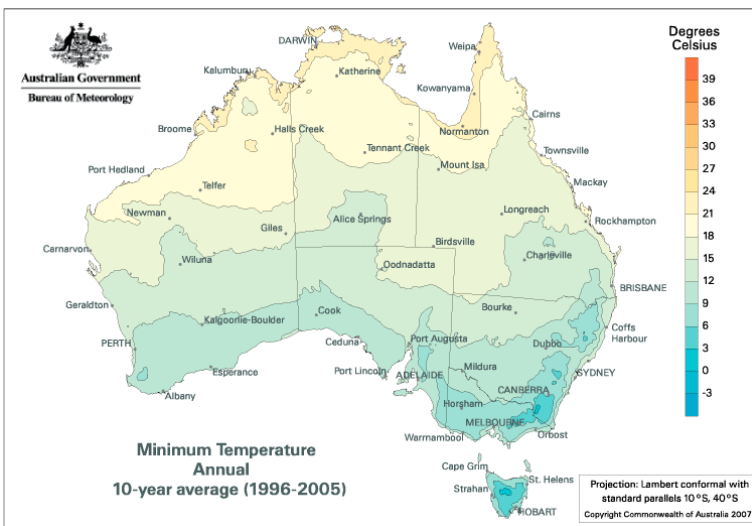 Australian Government
Bureau of Meteorology
Degrees
Celsius
39
36
33
30
27
24
21
18
15
12
9
6
3
0
-3
DARWIN
Weipa
Kalumburu
Katherine
Kowanyama
Broome
Halls Creek
Normanton
Cairns
Tennant Creek
Townsville
Port Hedland
Mount Isa
Telfer
Mackay
Newman
Alice Springs
Longreach
Rockhampton
Giles
Carnarvon
Birdsville
Wiluna
Oodnadatta
Charleville
BRISBANE
Geraldton
Cook
Bourke
Kalgoorlie-Boulder
Coffs
Harbour
PERTH
Ceduna
Port Augusta
Dubbo
Esperance
Port Lincoln
ADELAIDE
Mildura
SYDNEY
Albany
CANBERRA
Horsham
MELBOURNE
Warrnambool
Orbost
Minimum Temperature
Annual
10-year average (1996-2005)
Cape Grim
St. Helens
Strahan
HOBART
Projection: Lambert conformal with
standard parallels 10°S, 40°S
Copyright Commonwealth of Australia 2007